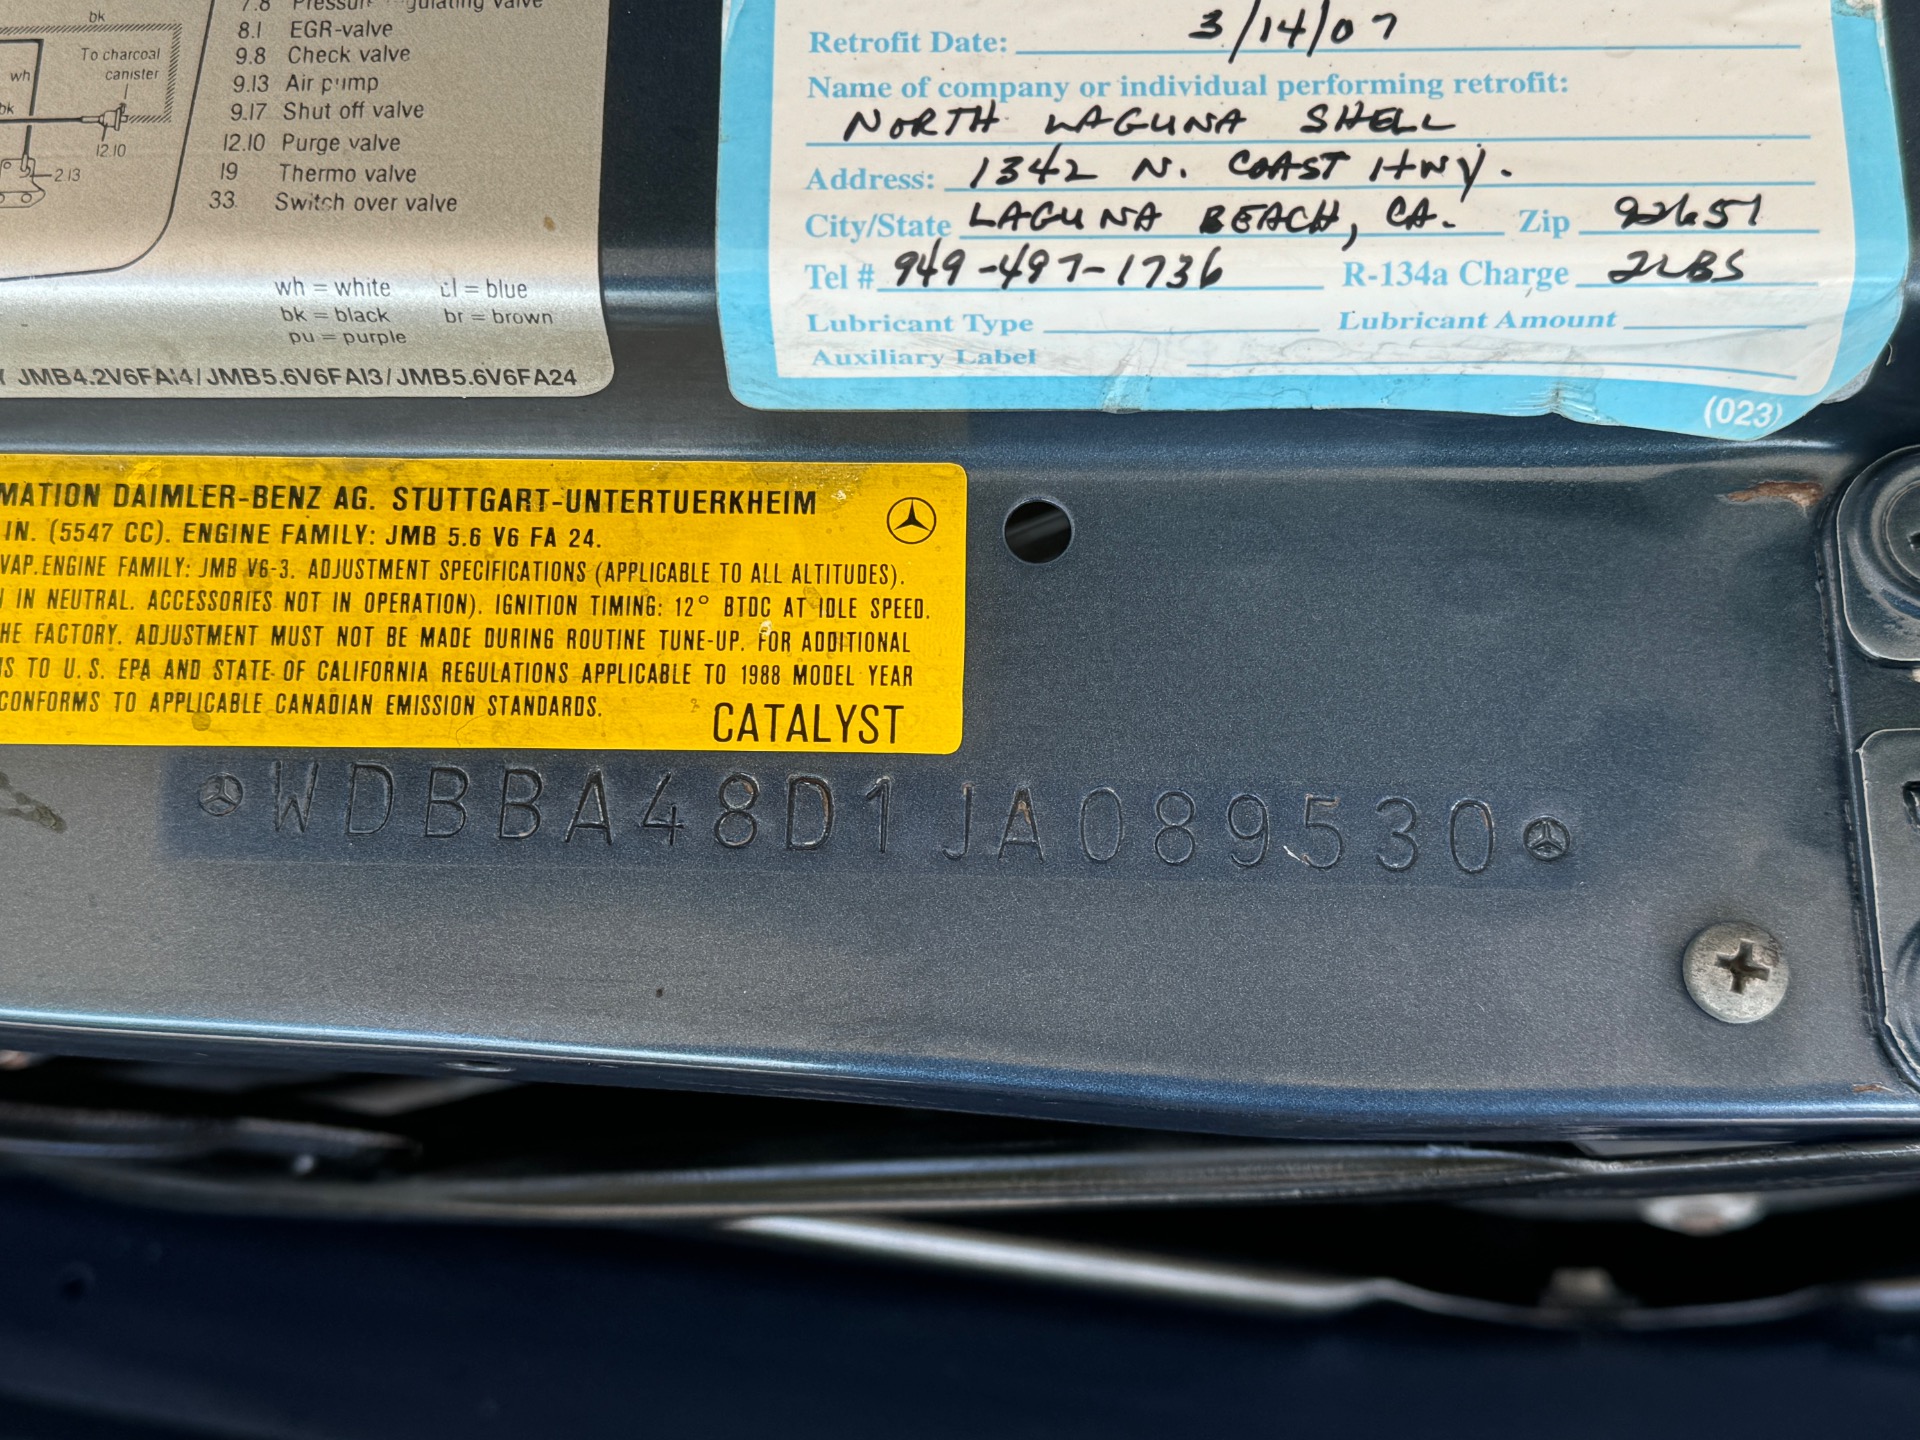 bk
To charcoal
canister
wh
bk
12.10
2.13
7.8
8.1 EGR-valve
9.8 Check valve
9.13 Air pump
9.17 Shut off valve
12.10 Purge valve
19 Thermo valve
33. Switch over valve
wh = white cl = blue
bk = black br = brown
pu = purple
JMB4.2V6FA14/JMB5.6V6FA13/JMB5.6V6FA24
Retrofit Date: 3/14/07
Name of company or individual performing retrofit:
NORTH LAGUNA SHELL
Address: 1342 N. COAST HWY.
City/State LAGUNA BEACH, CA. Zip 92651
Tel # 949-497-1736 R-134a Charge 2LBS
Lubricant Type Lubricant Amount
Auxiliary Label
(023)
MATION DAIMLER-BENZ AG. STUTTGART-UNTERTUERKHEIM
IN. (5547 CC). ENGINE FAMILY: JMB 5.6 V6 FA 24.
VAP.ENGINE FAMILY: JMB V6-3. ADJUSTMENT SPECIFICATIONS (APPLICABLE TO ALL ALTITUDES).
IN NEUTRAL. ACCESSORIES NOT IN OPERATION). IGNITION TIMING: 12° BTDC AT IDLE SPEED.
HE FACTORY. ADJUSTMENT MUST NOT BE MADE DURING ROUTINE TUNE-UP. FOR ADDITIONAL
S TO U.S. EPA AND STATE OF CALIFORNIA REGULATIONS APPLICABLE TO 1988 MODEL YEAR
CONFORMS TO APPLICABLE CANADIAN EMISSION STANDARDS.
CATALYST
WDBBA48D1JA089530